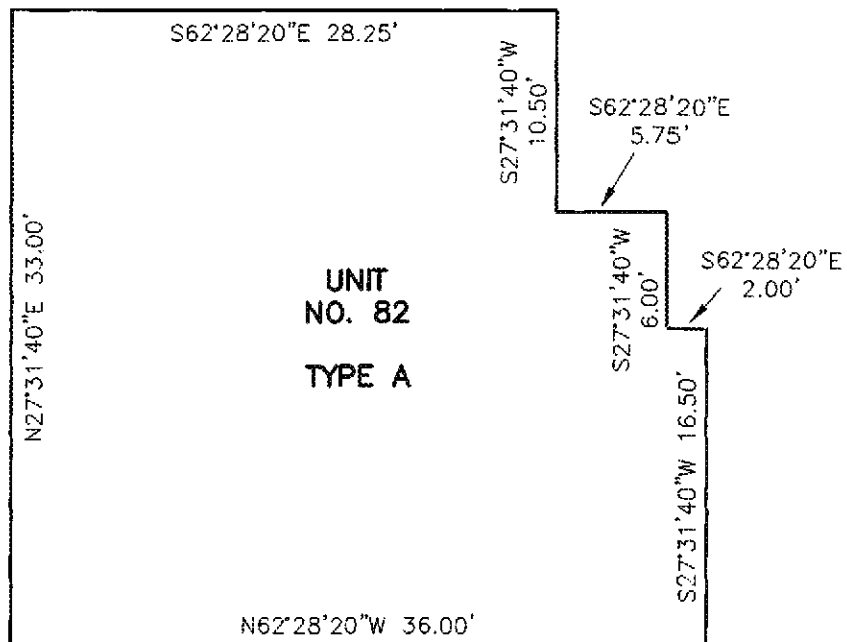 S62°28'20"E 28.25'
S27°31'40"W
10.50'
S62°28'20"E
5.75'
S27°31'40"W
6.00'
S62°28'20"E
2.00'
N27°31'40"E 33.00'
UNIT
NO. 82
TYPE A
S27°31'40"W 16.50'
N62°28'20"W 36.00'